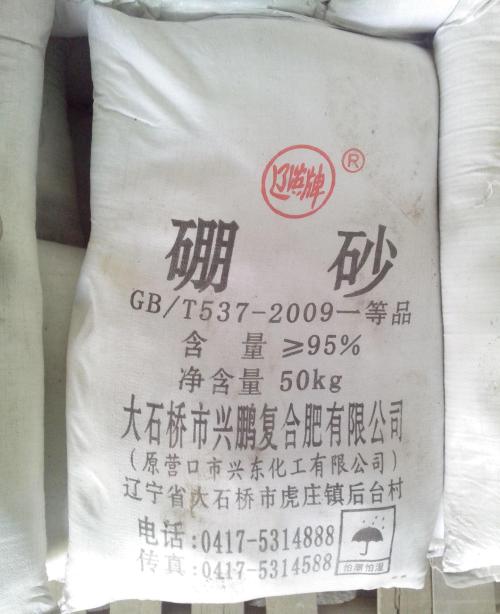 辽滨牌 ®
硼 砂
GB/T537-2009一等品
含 量 ≥95%
净含量 50kg
大石桥市兴鹏复合肥有限公司
(原营口市兴东化工有限公司)
辽宁省大石桥市虎庄镇后台村
电话:0417-5314888
传真:0417-5314588
怕潮怕湿